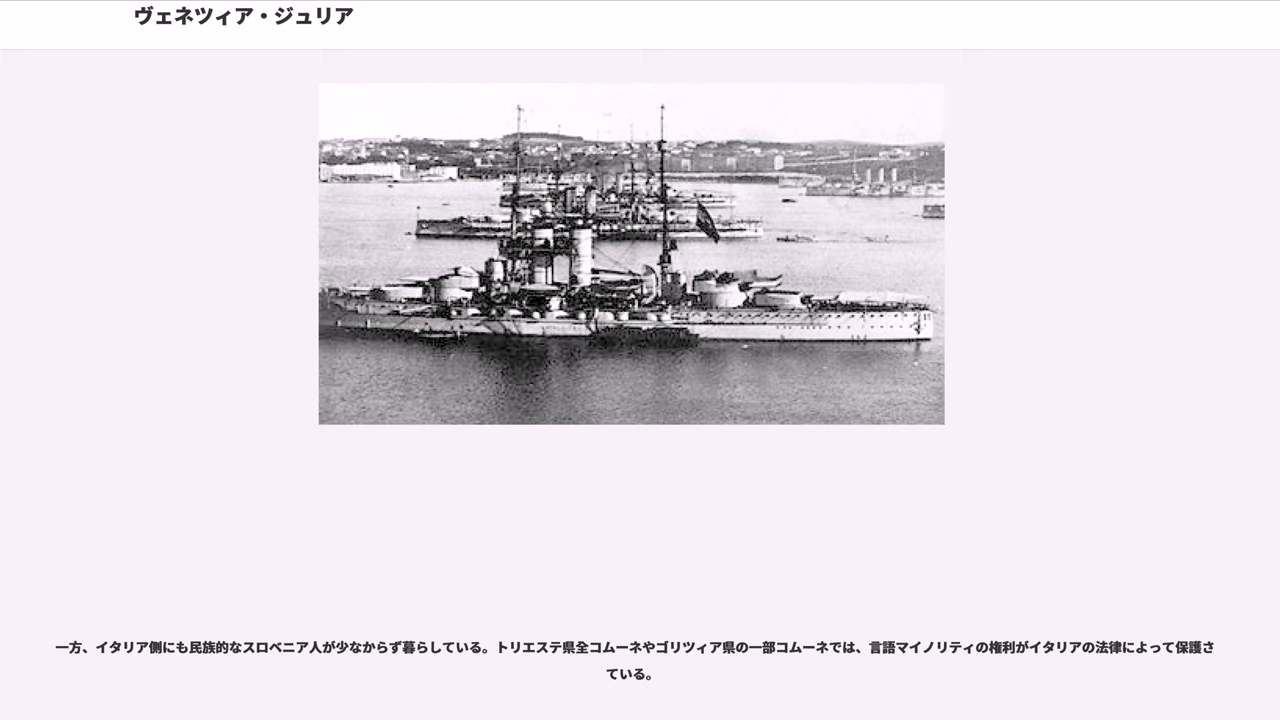 ヴェネツィア・ジュリア
一方、イタリア側にも民族的なスロベニア人が少なからず暮らしている。トリエステ県全コムーネやゴリツィア県の一部コムーネでは、言語マイノリティの権利がイタリアの法律によって保護さ
ている。